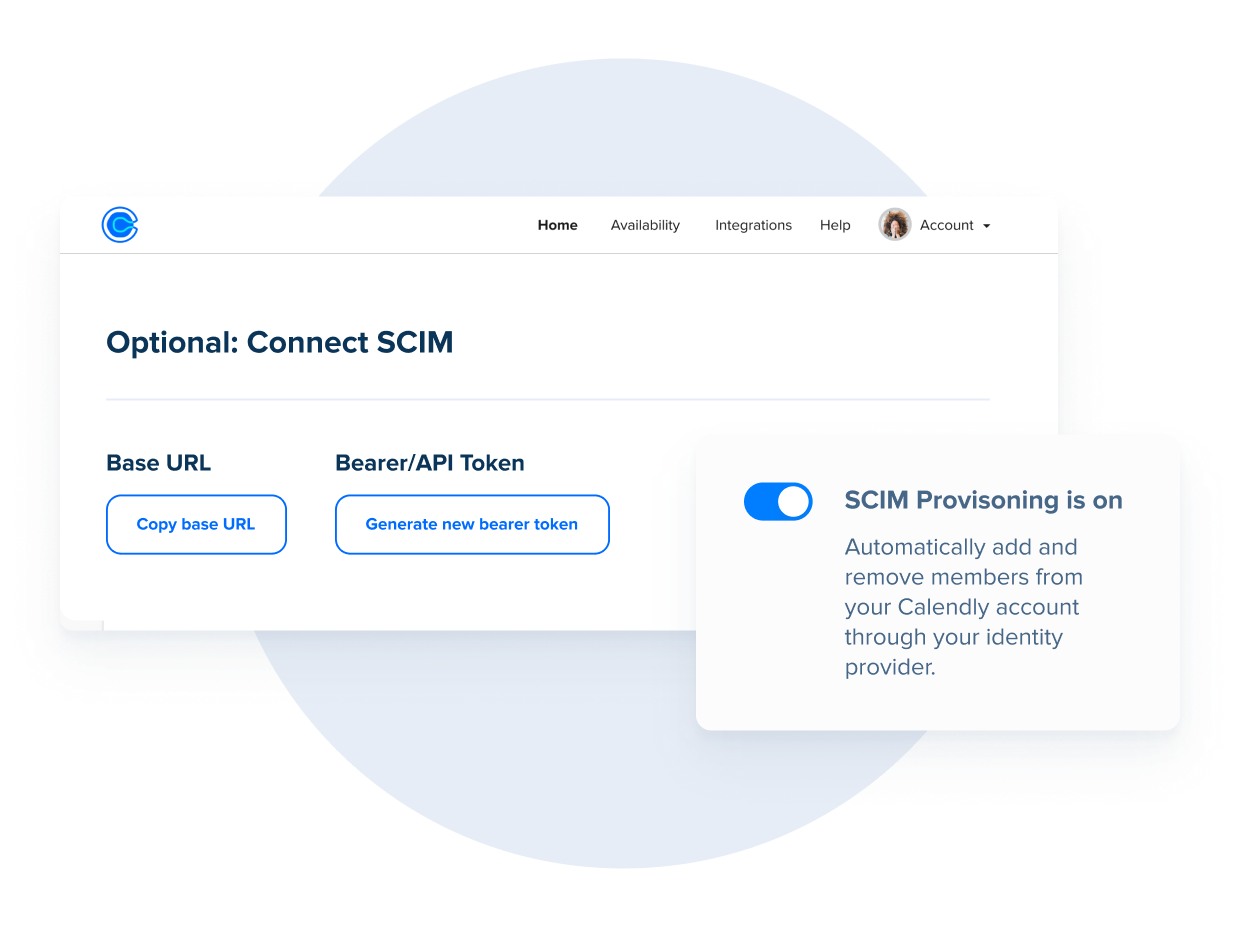 Home Availability Integrations Help Account
Optional: Connect SCIM
Base URL Bearer/API Token
Copy base URL Generate new bearer token
SCIM Provisoning is on
Automatically add and
remove members from
your Calendly account
through your identity
provider.